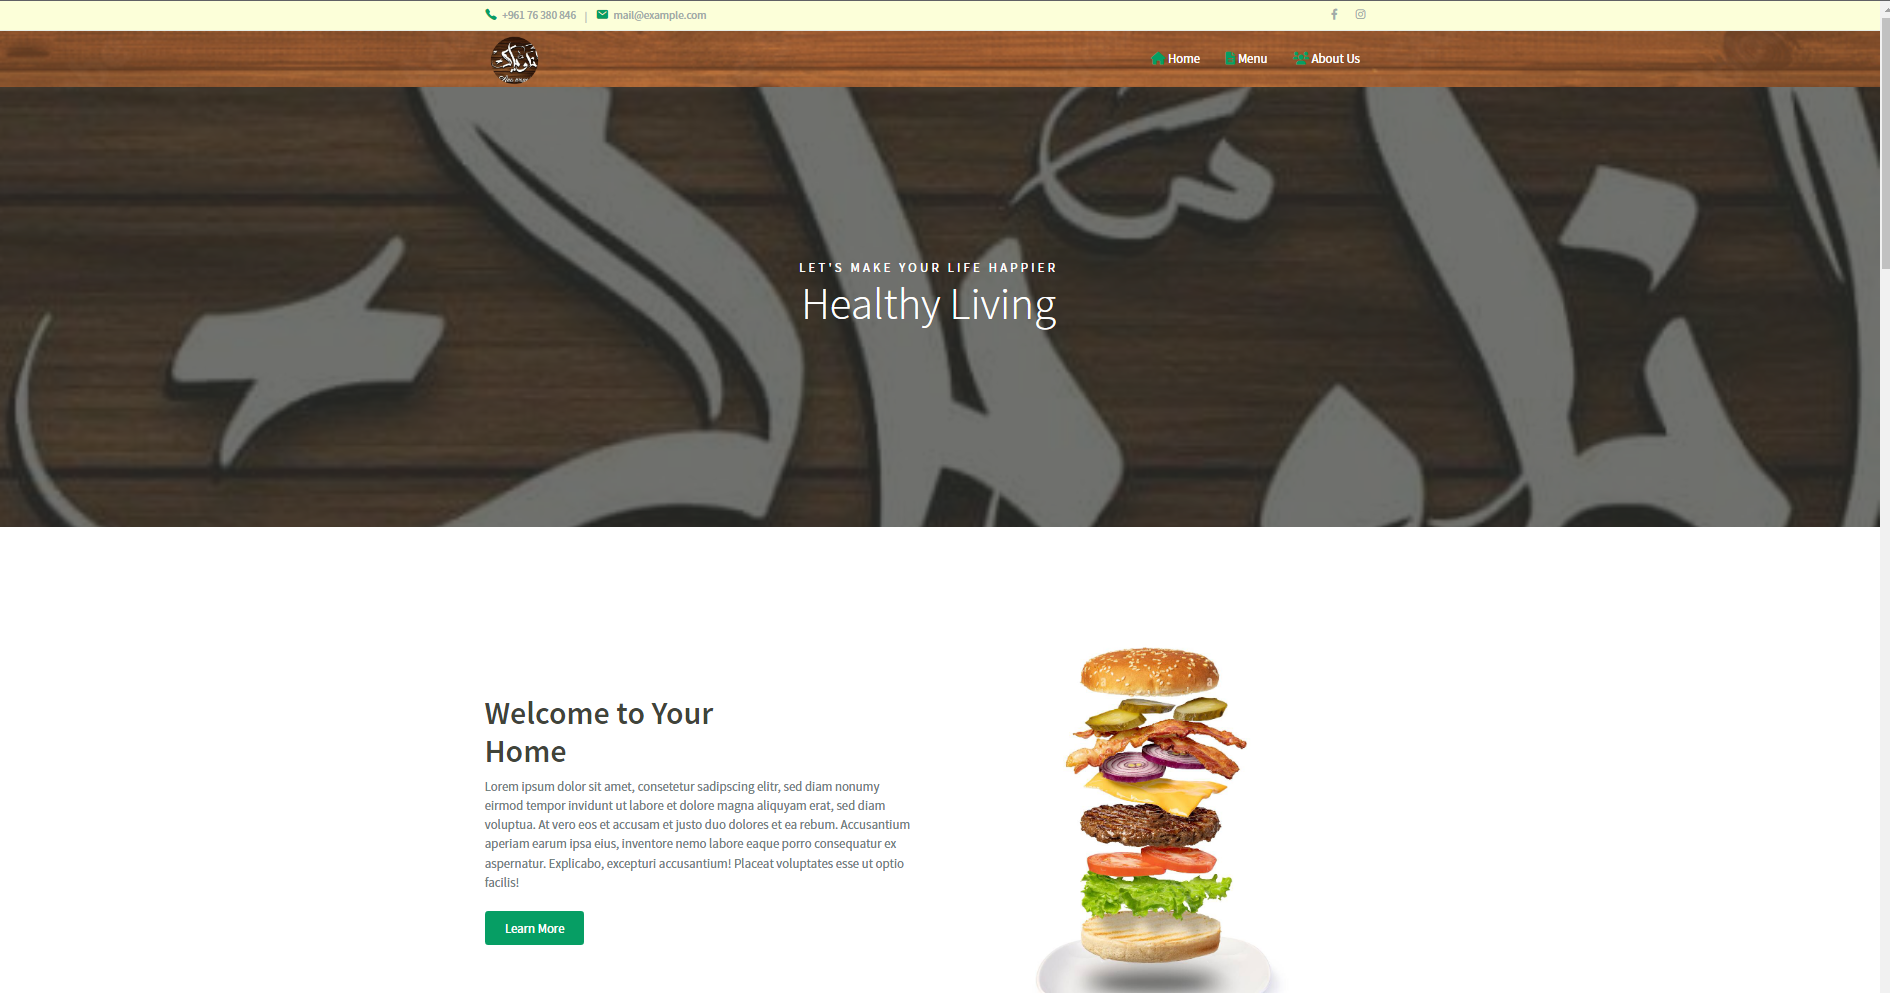 +961 76 380 846 | mail@example.com
Home Menu About Us
LET'S MAKE YOUR LIFE HAPPIER
Healthy Living
Welcome to Your
Home
Lorem ipsum dolor sit amet, consetetur sadipscing elitr, sed diam nonumy
eirmod tempor invidunt ut labore et dolore magna aliquyam erat, sed diam
voluptua. At vero eos et accusam et justo duo dolores et ea rebum. Accusantium
aperiam earum ipsa eius, inventore nemo labore eaque porro consequatur ex
aspernatur. Explicabo, excepturi accusantium! Placeat voluptates esse ut optio
facilis!
Learn More